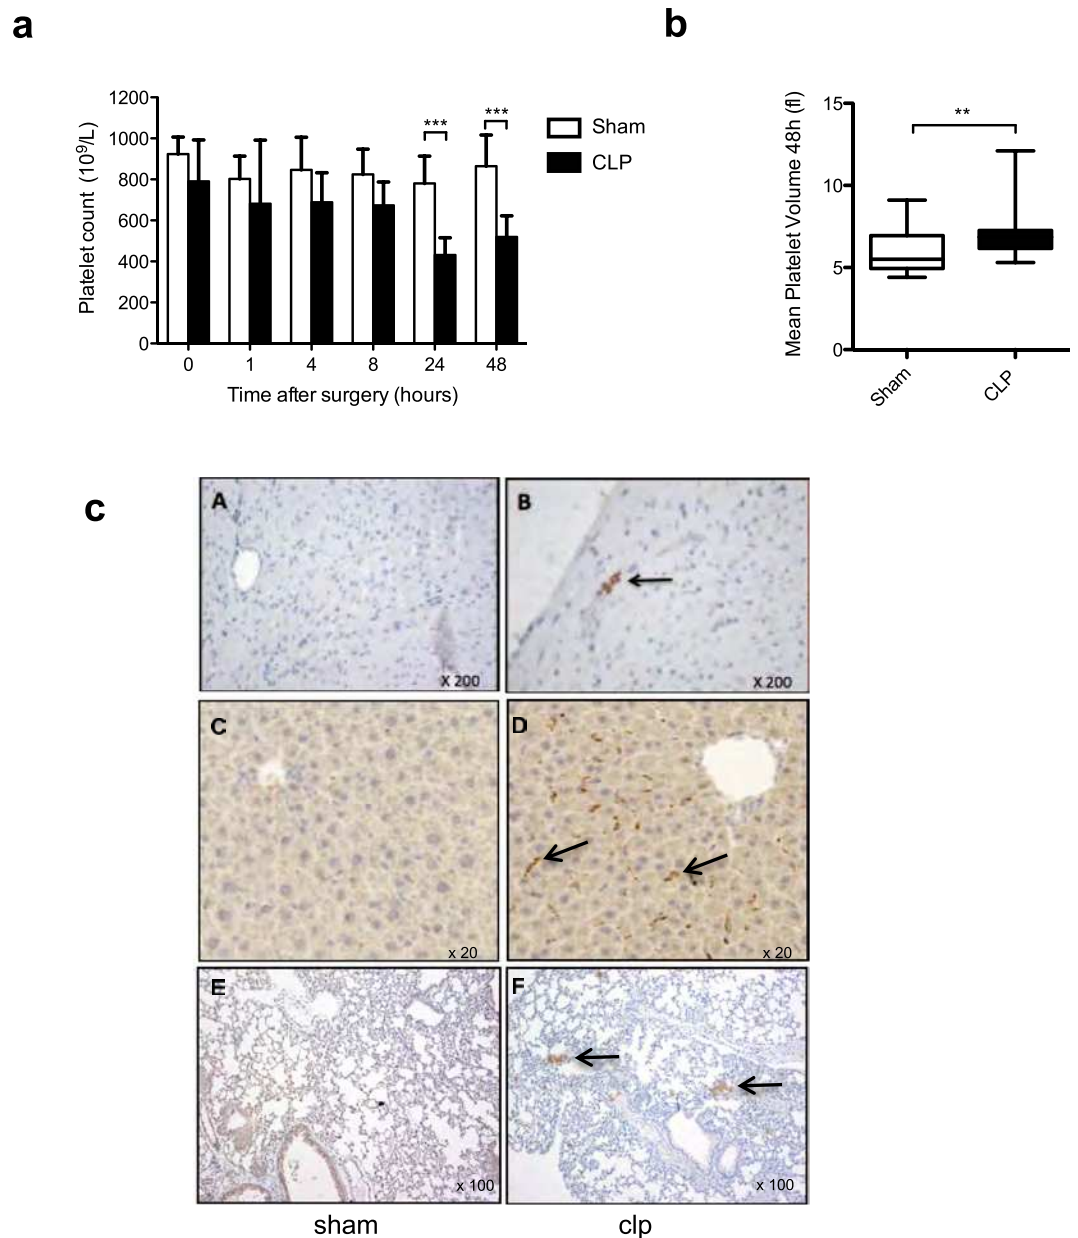 a
b
1200
1000
800
600
400
200
0
Platelet count (10⁹/L)
***
***
Sham
CLP
0 1 4 8 24 48
Time after surgery (hours)
15
10
5
0
Mean Platelet Volume 48h (fl)
**
Sham
CLP
c
A
X 200
B
X 200
C
x 20
D
x 20
E
x 100
F
x 100
sham
clp